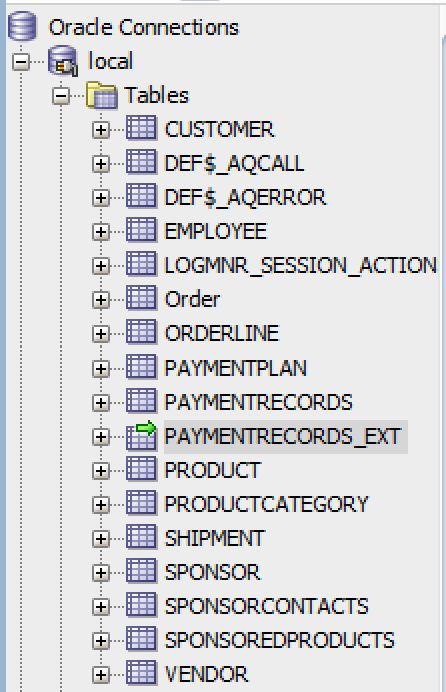 Oracle Connections
local
Tables
CUSTOMER
DEF$_AQCALL
DEF$_AQERROR
EMPLOYEE
LOGMNR_SESSION_ACTION
Order
ORDERLINE
PAYMENTPLAN
PAYMENTRECORDS
PAYMENTRECORDS_EXT
PRODUCT
PRODUCTCATEGORY
SHIPMENT
SPONSOR
SPONSORCONTACTS
SPONSOREDPRODUCTS
VENDOR